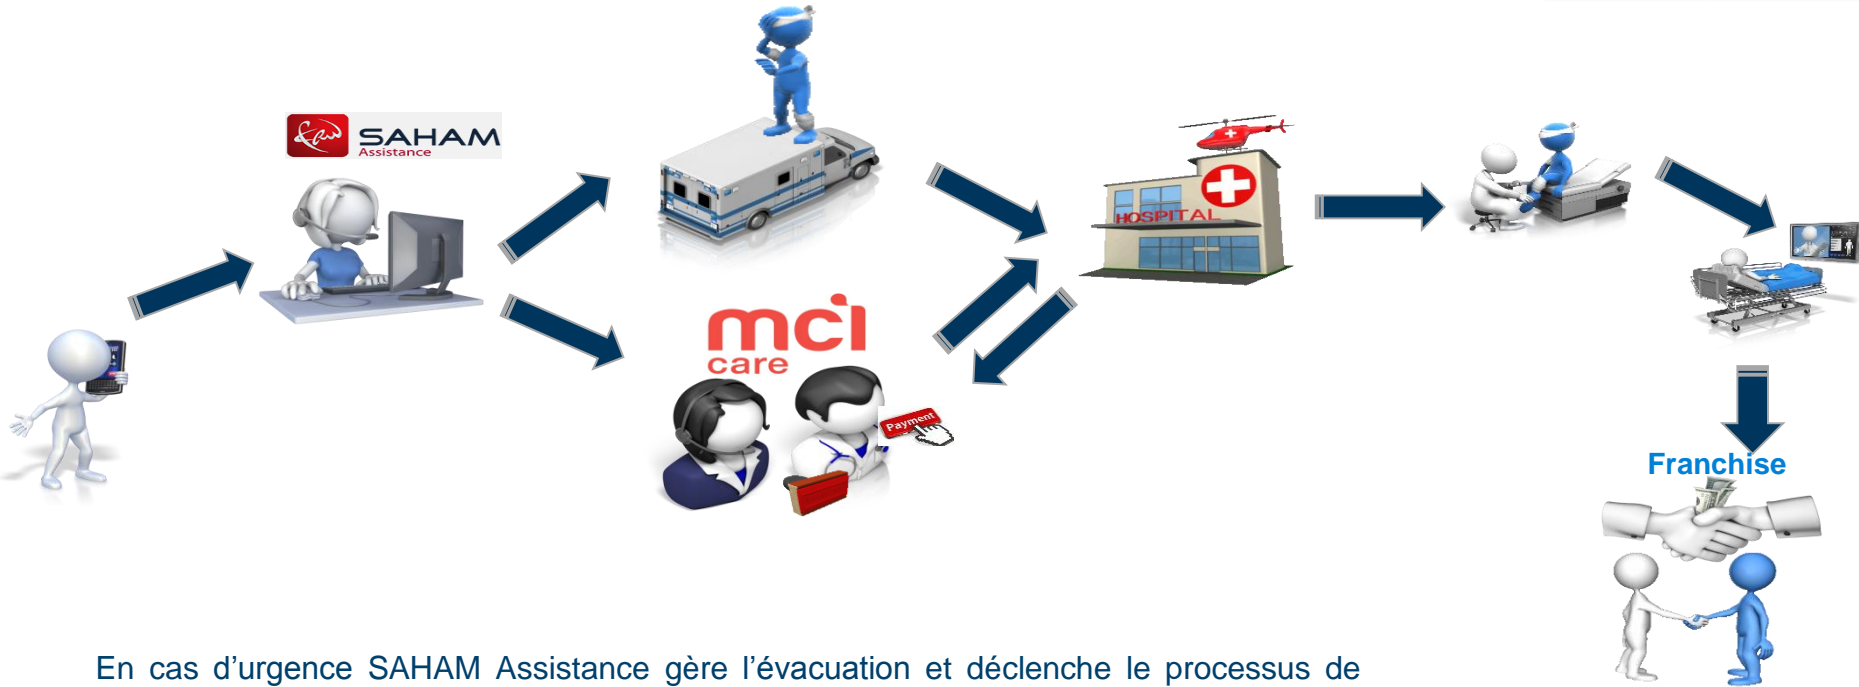 SAHAM
Assistance
HOSPITAL
mci
care
Payment
Franchise
En cas d’urgence SAHAM Assistance gère l’évacuation et déclenche le processus de